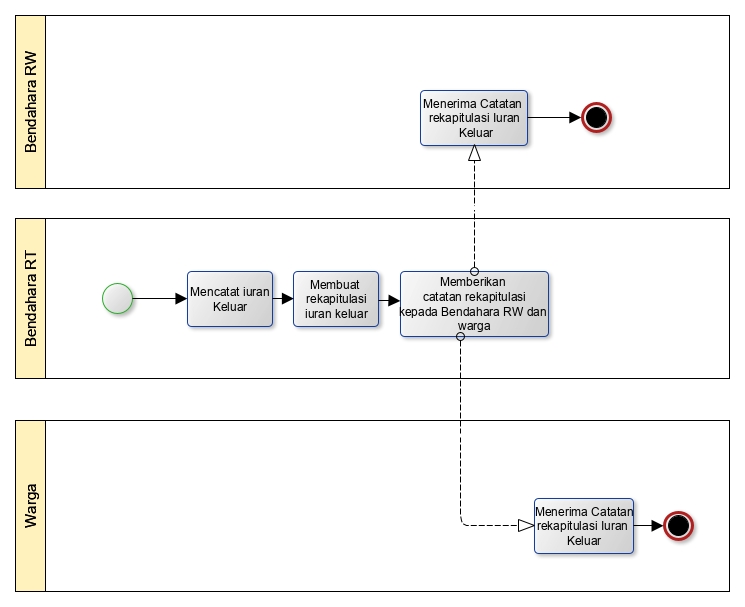 Bendahara RW
Menerima Catatan
rekapitulasi Iuran
Keluar
Bendahara RT
Mencatat iuran
Keluar
Membuat
rekapitulasi
iuran keluar
Memberikan
catatan rekapitulasi
kepada Bendahara RW dan
warga
Warga
Menerima Catatan
rekapitulasi Iuran
Keluar